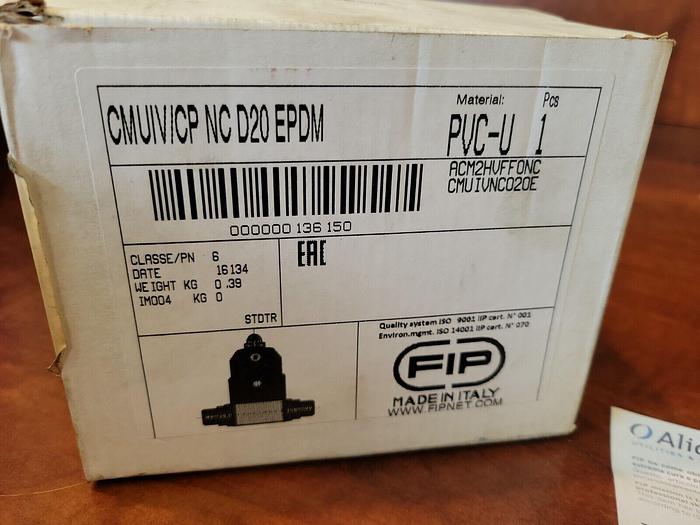 CMUIV/CP NC D20 EPDM
Material: Pcs
PVC-U 1
ACM2HVFFONC
CMUIVNC020E
000000 136 150
CLASSE/PN 6
DATE 16134
WEIGHT KG 0.39
IM004 KG 0
STDTR
EAC
Quality system ISO 9001 IIP cert. N° 001
Environ.mgmt. ISO 14001 IIP cert. N° 070
FIP
MADE IN ITALY
WWW.FIPNET.COM